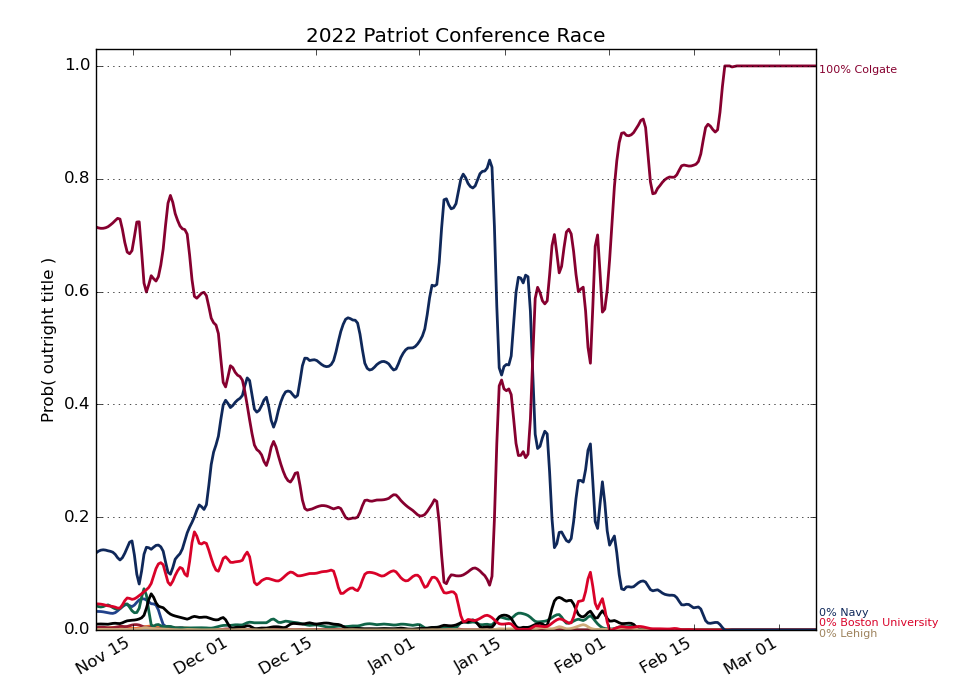 2022 Patriot Conference Race
Prob( outright title )
1.0
0.8
0.6
0.4
0.2
0.0
Nov 15
Dec 01
Dec 15
Jan 01
Jan 15
Feb 01
Feb 15
Mar 01
100% Colgate
0% Navy
0% Boston University
0% Lehigh